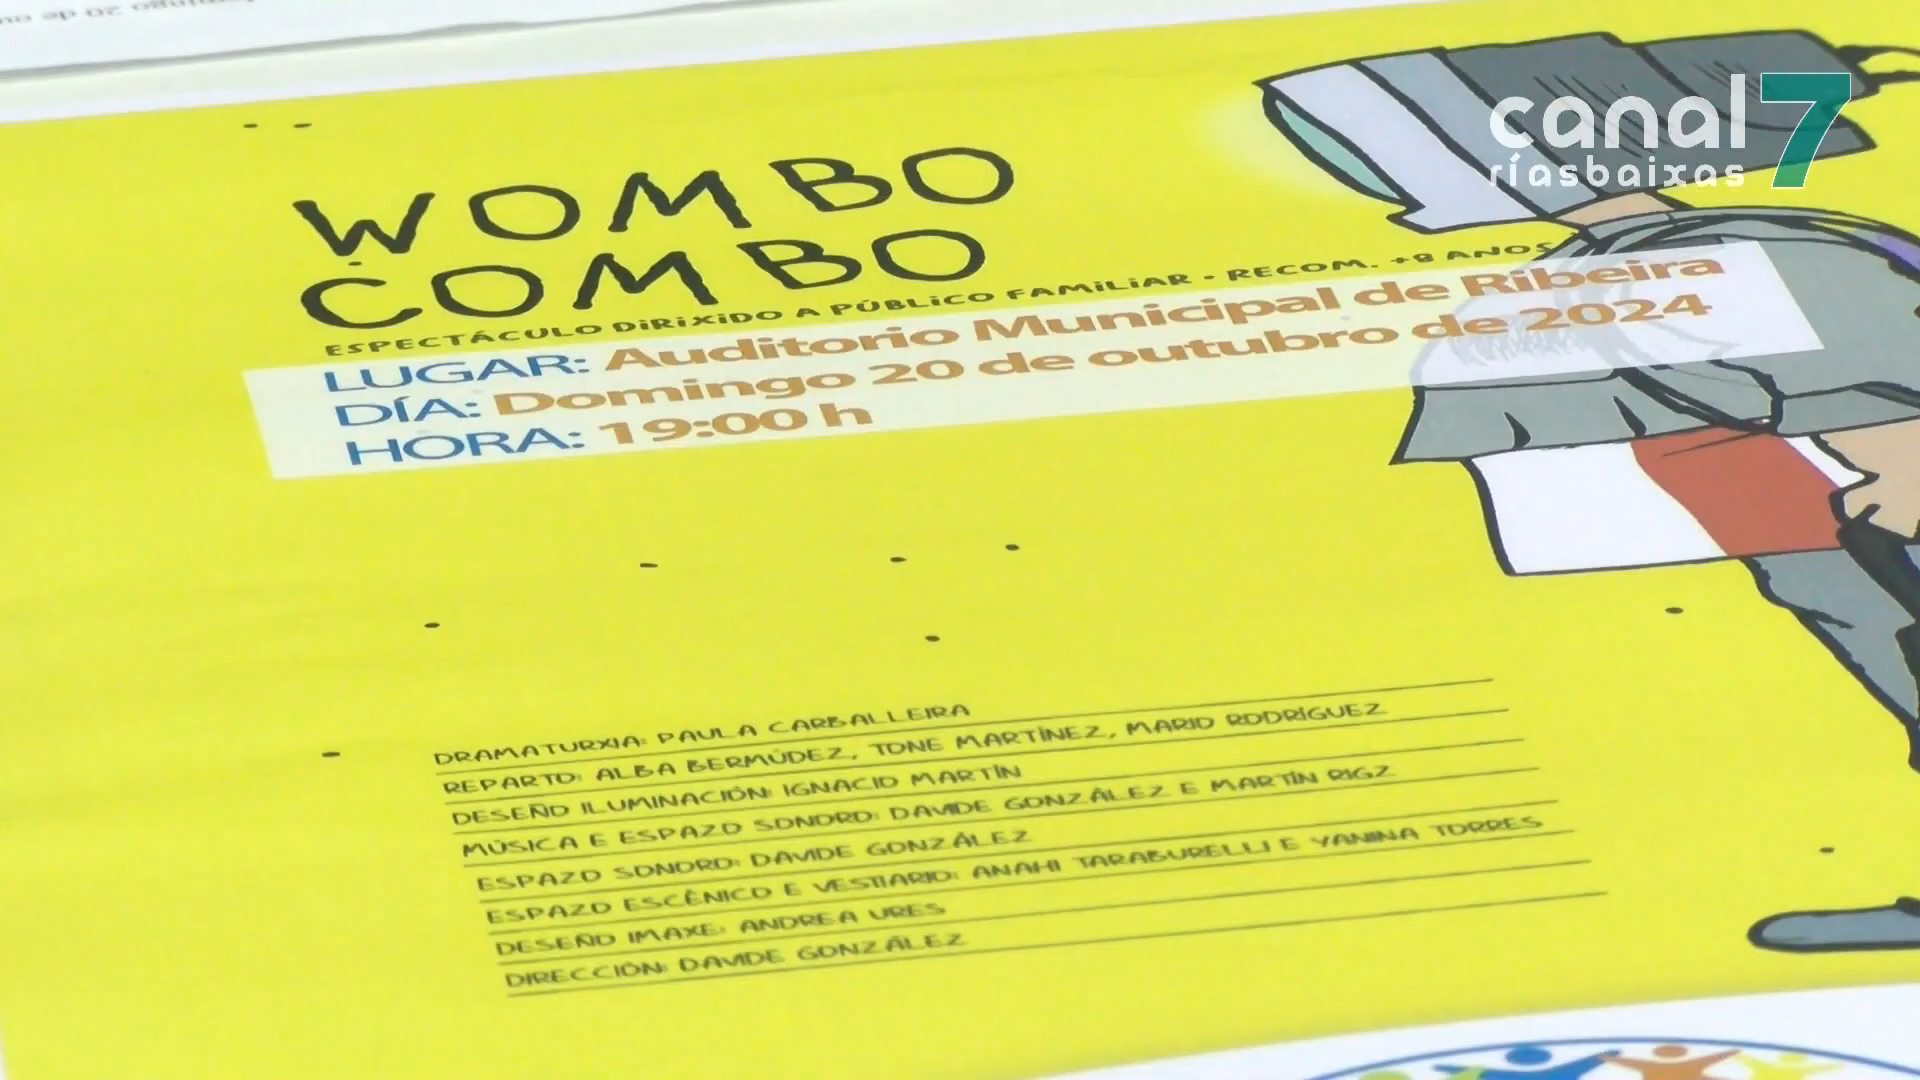 canal 7
ríasbaixas
WOMBO
COMBO
ESPECTÁCULO DIRIXIDO A PÚBLICO FAMILIAR - RECOM. +8 ANOS
LUGAR: Auditorio Municipal de Ribeira
DÍA: Domingo 20 de outubro de 2024
HORA: 19:00 h
DRAMATURXIA: PAULA CARBALLEIRA
REPARTO: ALBA BERMÚDEZ, TONE MARTÍNEZ, MARIO RODRÍGUEZ
DESEÑO ILUMINACIÓN: IGNACIO MARTÍN
MÚSICA E ESPAZO SONORO: DAVIDE GONZÁLEZ E MARTÍN RIGZ
ESPAZO SONORO: DAVIDE GONZÁLEZ
ESPAZO ESCÉNICO E VESTIARIO: ANAHI TARABURELLI E YANINA TORRES
DESEÑO IMAXE: ANDREA URES
DIRECCIÓN: DAVIDE GONZÁLEZ